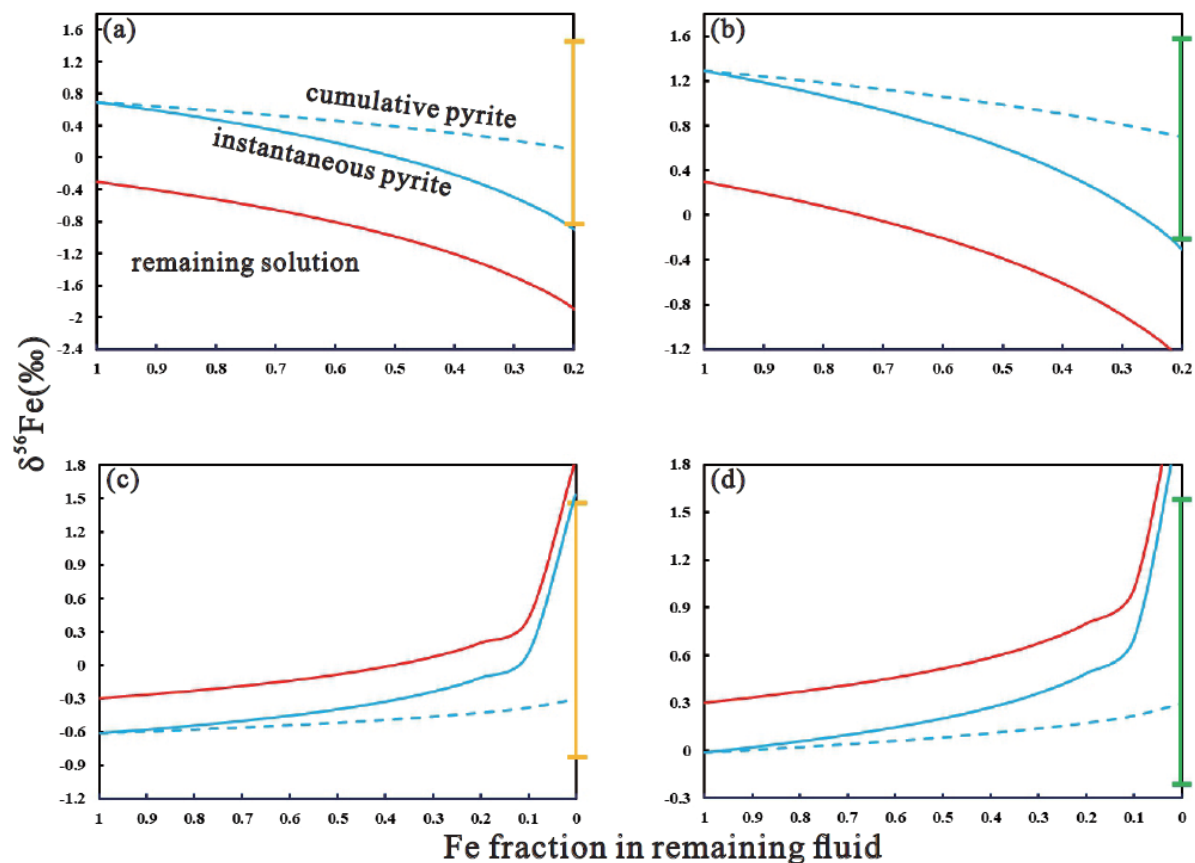 (a)
1.6
1.2
0.8
0.4
0
-0.4
-0.8
-1.2
-1.6
-2
-2.4
cumulative pyrite
instantaneous pyrite
remaining solution
1 0.9 0.8 0.7 0.6 0.5 0.4 0.3 0.2
(b)
1.6
1.2
0.8
0.4
0
-0.4
-0.8
-1.2
1 0.9 0.8 0.7 0.6 0.5 0.4 0.3 0.2
δ⁵⁶Fe(‰)
(c)
1.8
1.5
1.2
0.9
0.6
0.3
0
-0.3
-0.6
-0.9
-1.2
1 0.9 0.8 0.7 0.6 0.5 0.4 0.3 0.2 0.1 0
(d)
1.8
1.5
1.2
0.9
0.6
0.3
0
-0.3
1 0.9 0.8 0.7 0.6 0.5 0.4 0.3 0.2 0.1 0
Fe fraction in remaining fluid